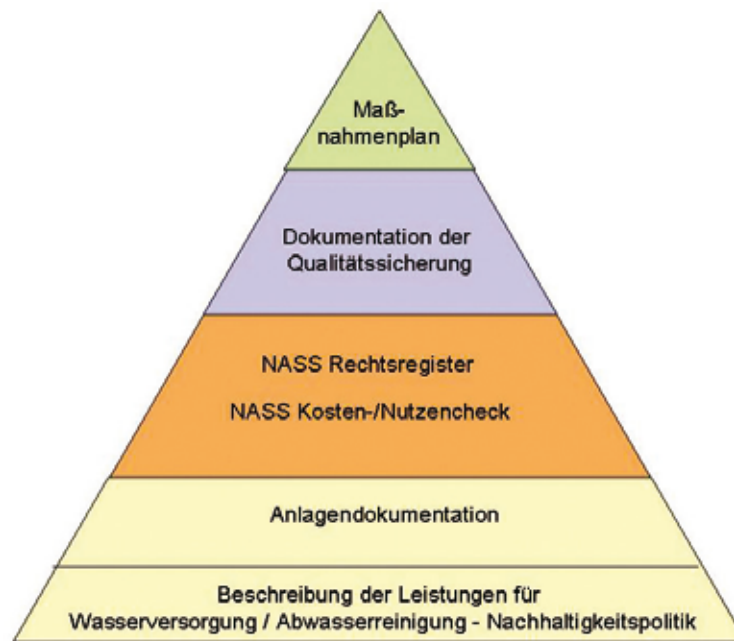 Maß-
nahmenplan
Dokumentation der
Qualitätssicherung
NASS Rechtsregister
NASS Kosten-/Nutzencheck
Anlagendokumentation
Beschreibung der Leistungen für
Wasserversorgung / Abwasserreinigung - Nachhaltigkeitspolitik